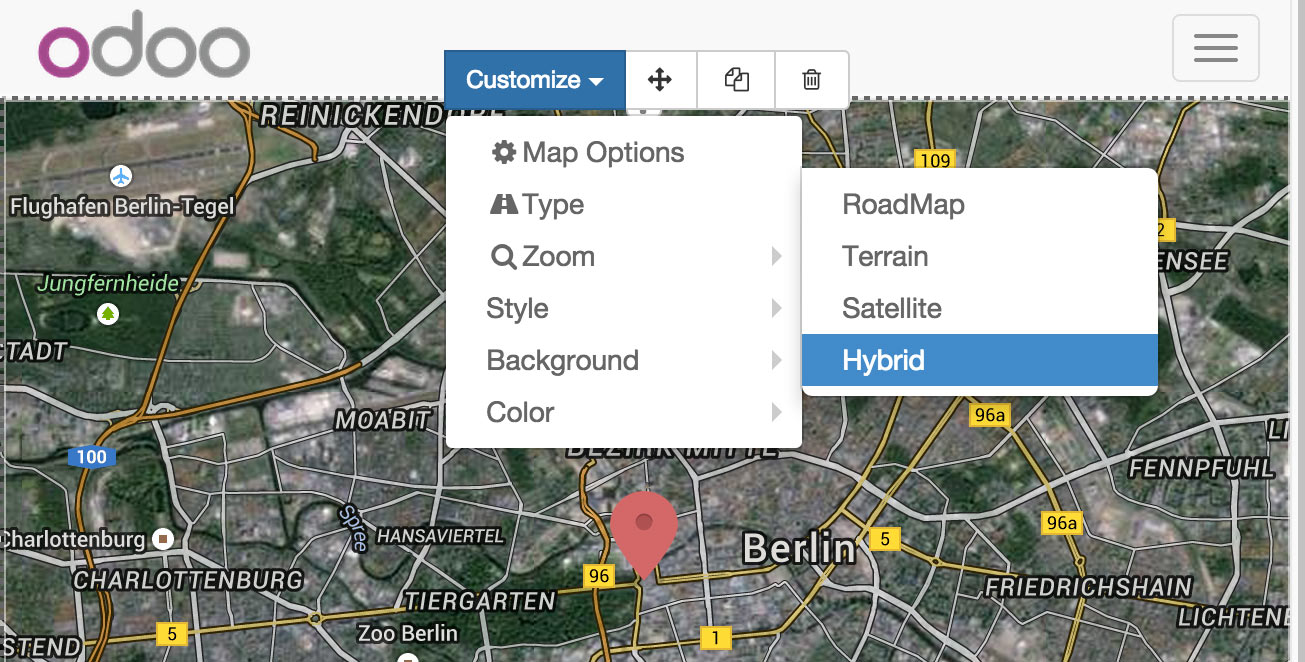 odoo
Customize
REINICKENDORF
Map Options
109
Flughafen Berlin-Tegel
Type
RoadMap
2
Zoom
Terrain
ENSEE
Jungfernheide
Style
Satellite
STADT
Background
Hybrid
MOABIT
Color
96a
LI
100
BEZIRK MITTE
FENNPFUHL
Spree
HANSAVIERTEL
96a
Charlottenburg
Berlin
5
CHARLOTTENBURG
96
FRIEDRICHSHAIN
TIERGARTEN
LICHTENB
5
Zoo Berlin
1
STEND